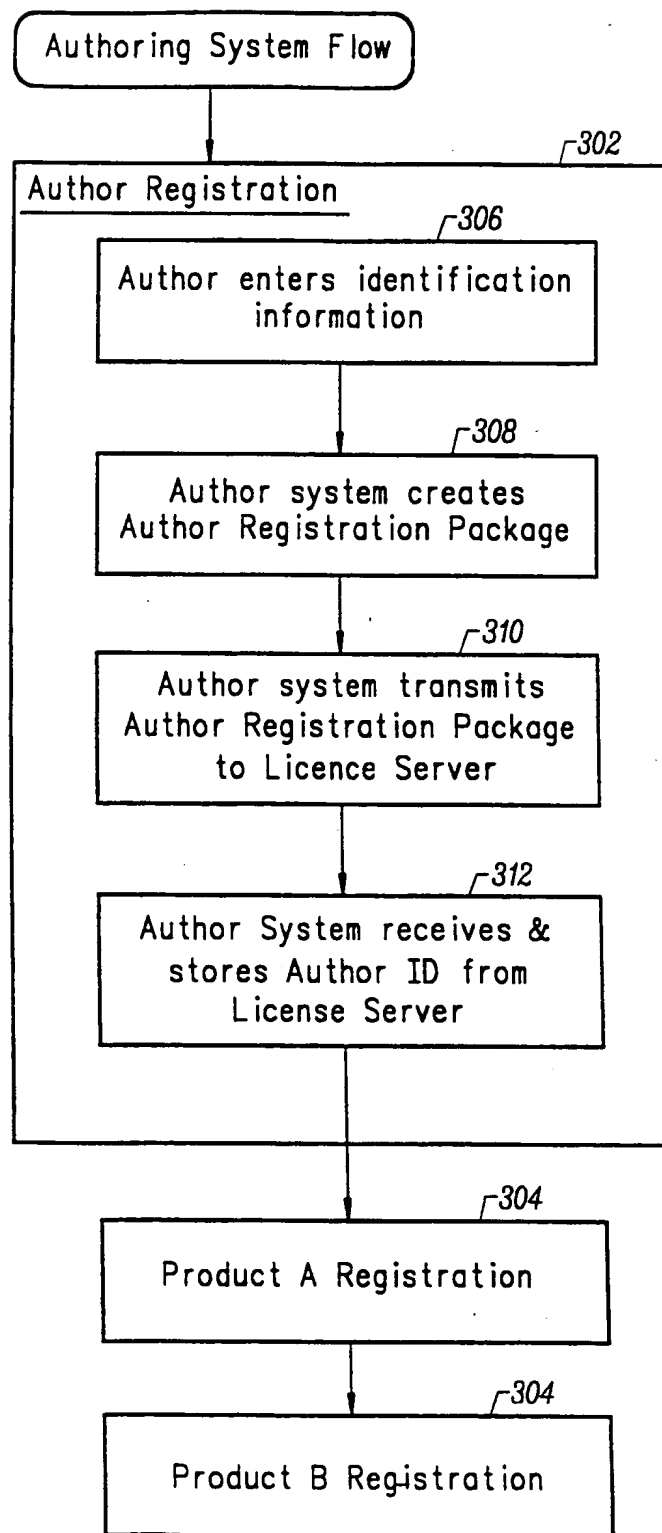 Authoring System Flow
302
Author Registration
306
Author enters identification
information
308
Author system creates
Author Registration Package
310
Author system transmits
Author Registration Package
to Licence Server
312
Author System receives &
stores Author ID from
License Server
304
Product A Registration
304
Product B Registration